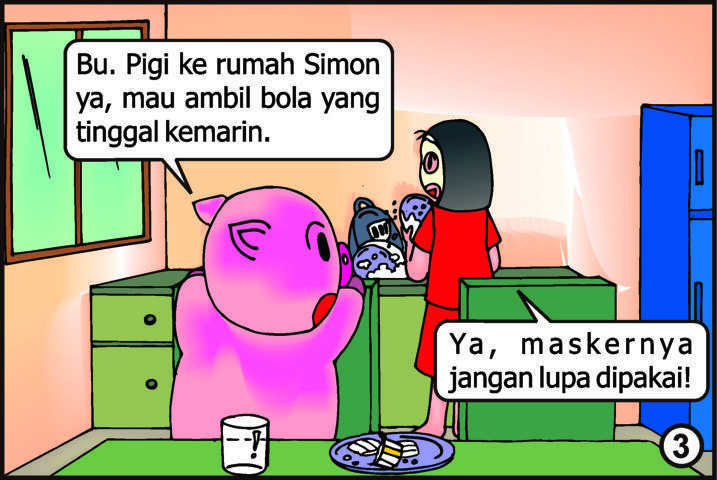 Bu. Pigi ke rumah Simon
ya, mau ambil bola yang
tinggal kemarin.
Ya, maskernya
jangan lupa dipakai!
3